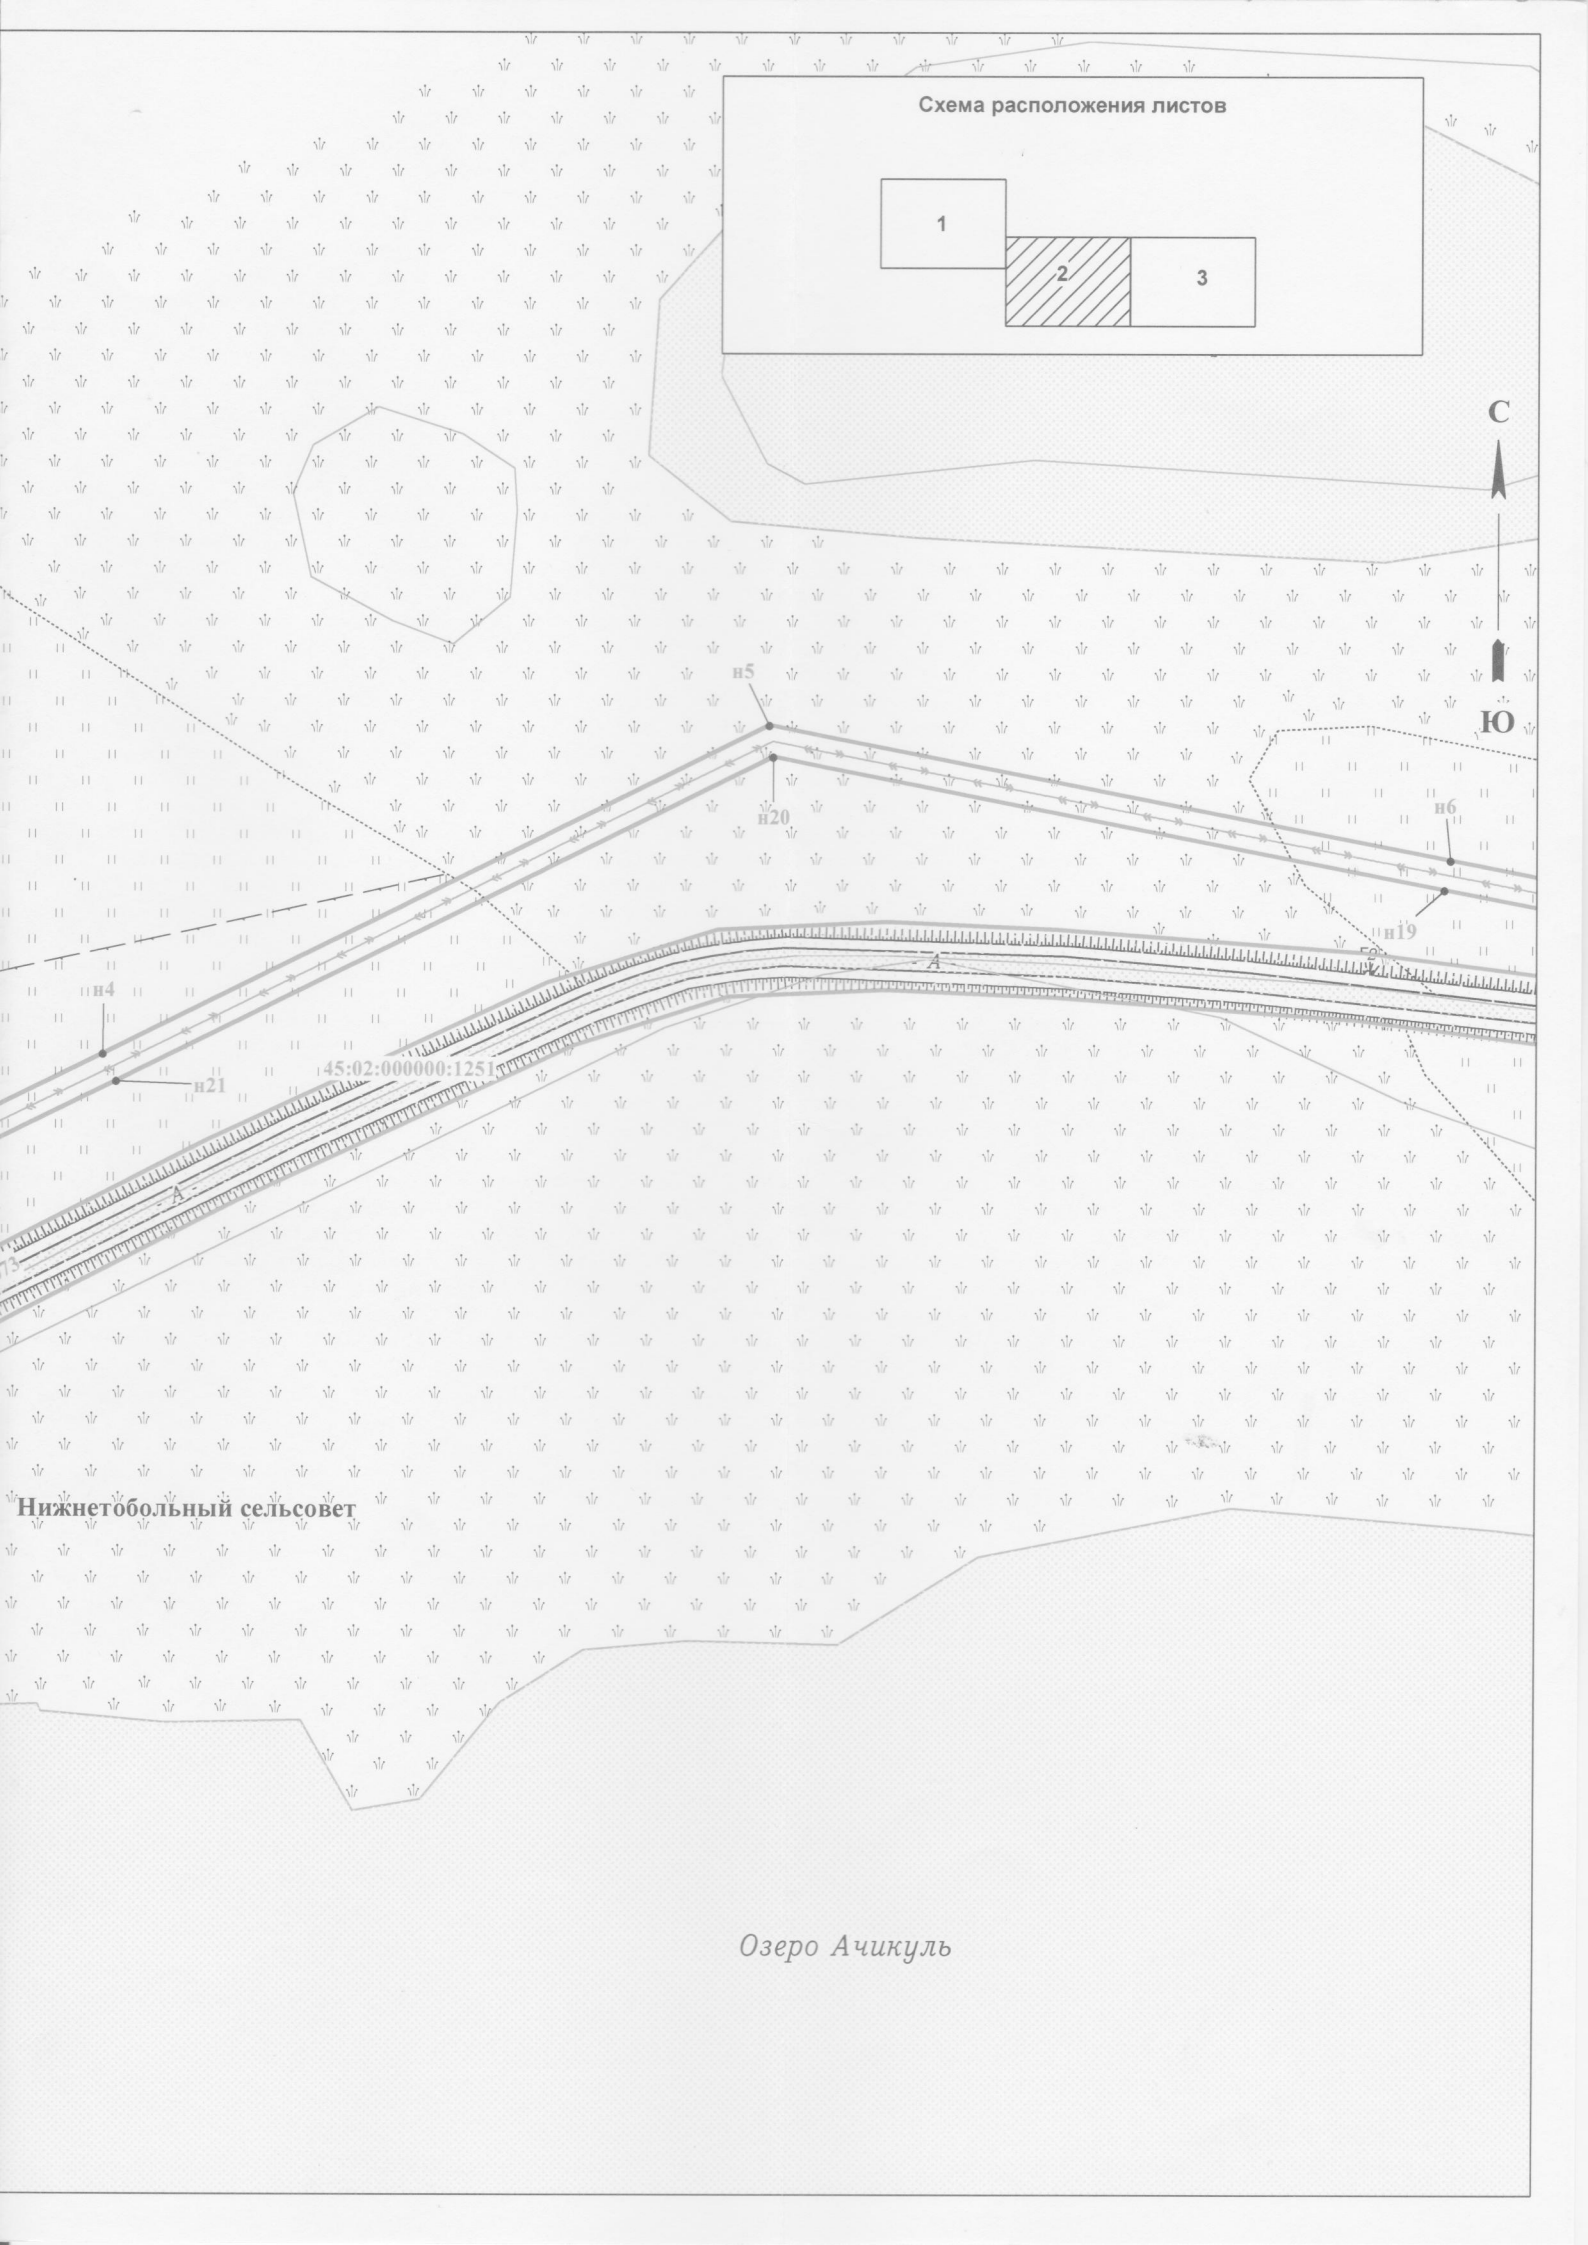 Схема расположения листов
1
2
3
С
Ю
н5
н20
н6
н19
А
н4
н21
45:02:000000:1251
А
Нижнетобольный сельсовет
Озеро Ачикуль